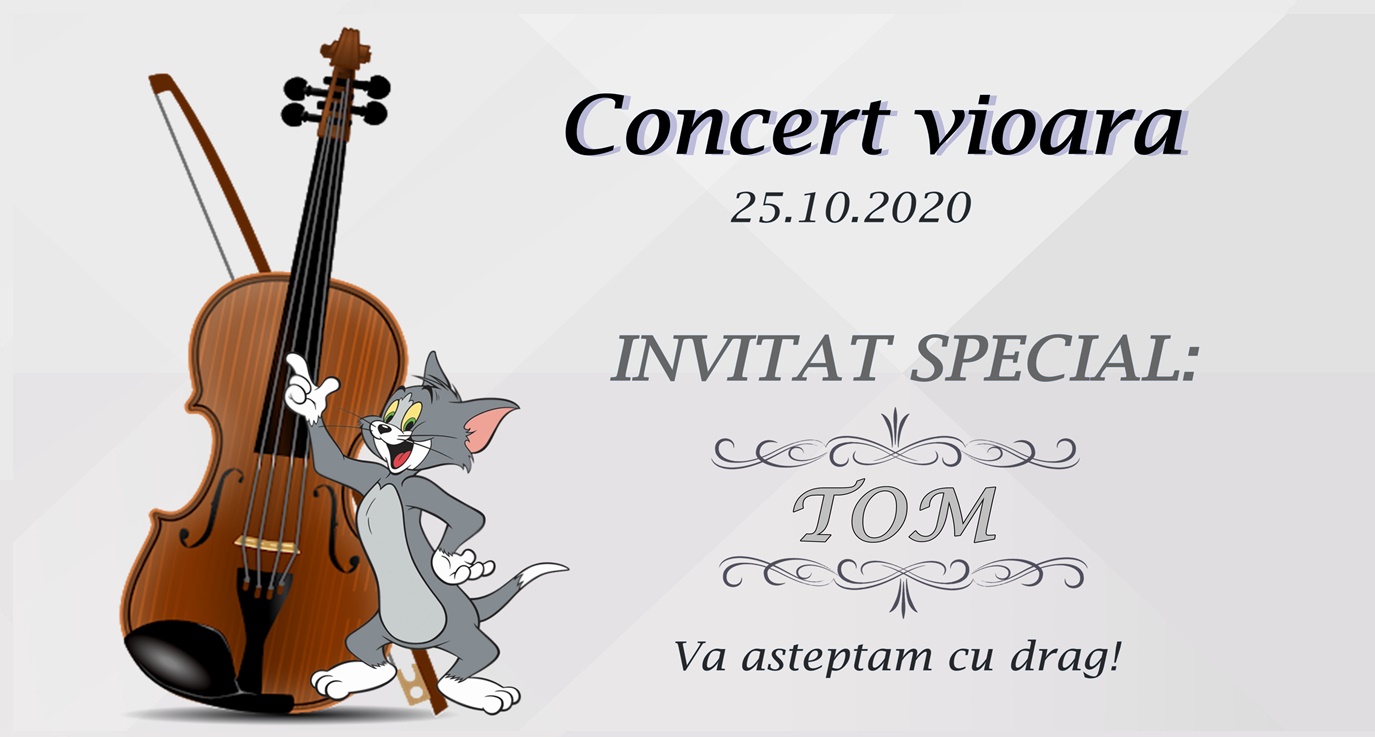 Concert vioara
25.10.2020
INVITAT SPECIAL:
TOM
Va asteptam cu drag!